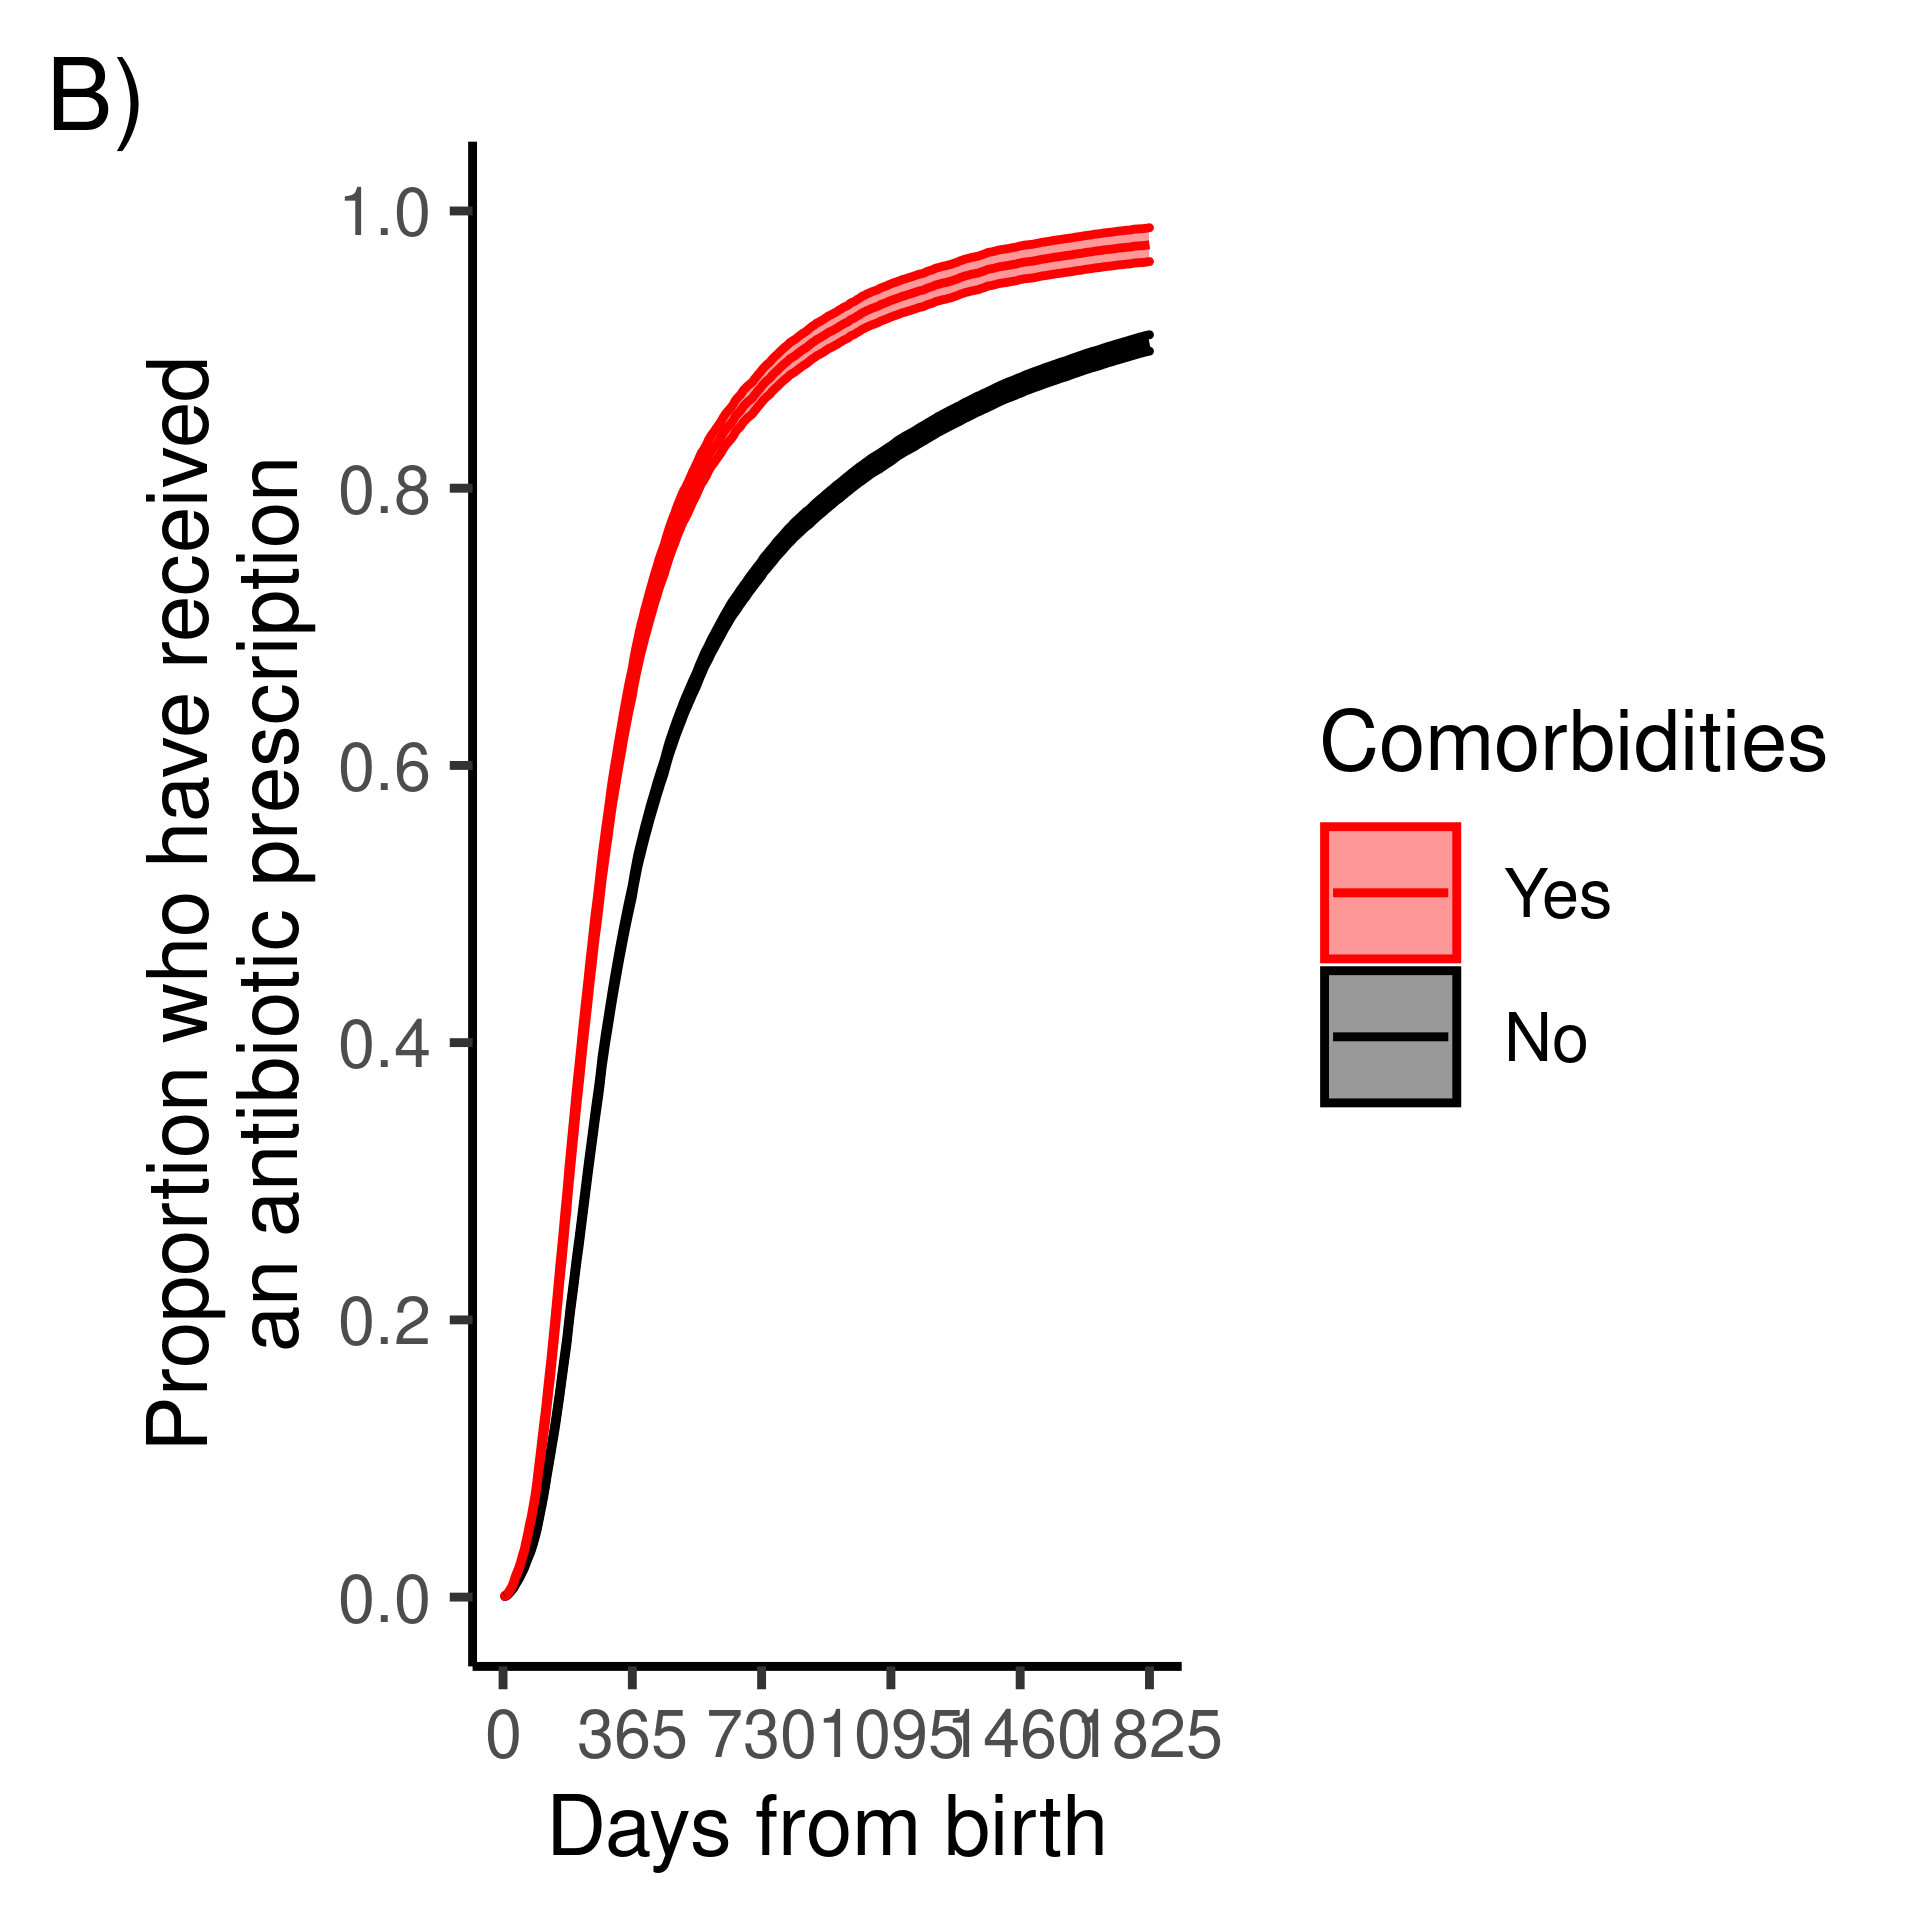 B)
Proportion who have received
an antibiotic prescription
1.0
0.8
0.6
0.4
0.2
0.0
0 365 730 1095 1460 1825
Days from birth
Comorbidities
Yes
No